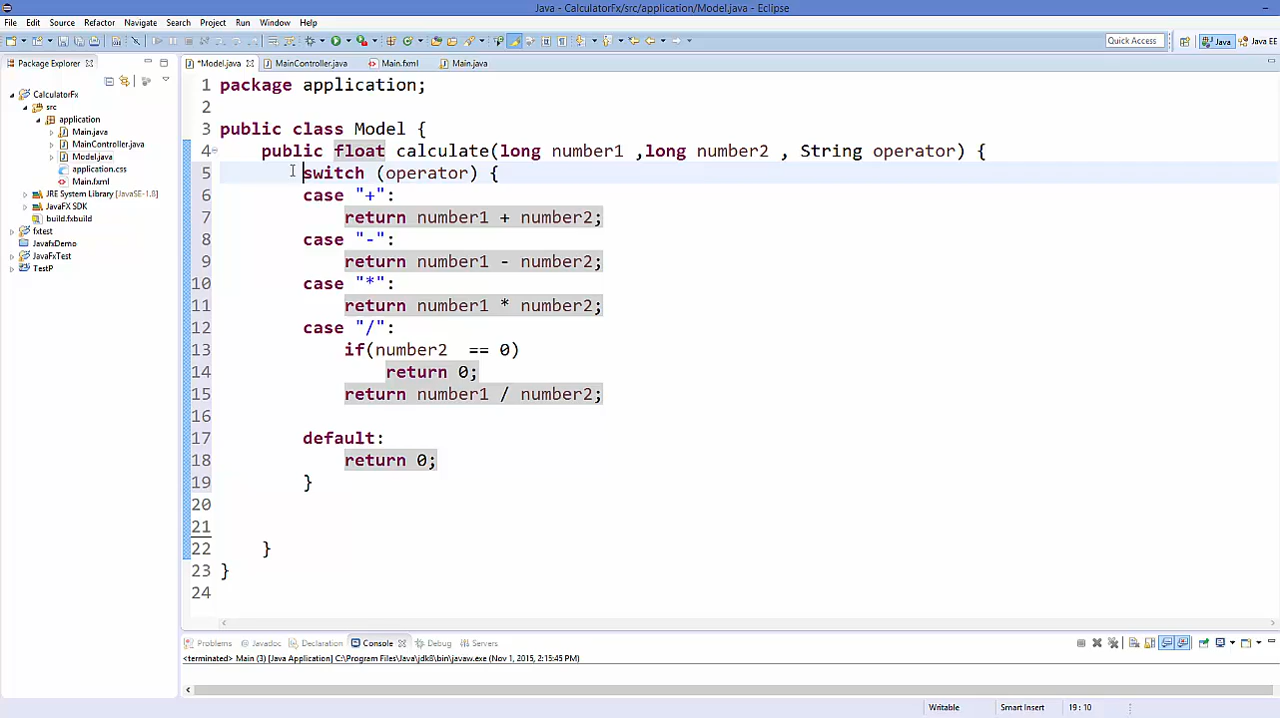 Java - CalculatorFx/src/application/Model.java - Eclipse
File Edit Source Refactor Navigate Search Project Run Window Help
Quick Access Java Java EE
Package Explorer
CalculatorFx
src
application
Main.java
MainController.java
Model.java
application.css
Main.fxml
JRE System Library [JavaSE-1.8]
JavaFX SDK
build.fxbuild
fxtest
JavafxDemo
JavaFxTest
TestP
*Model.java MainController.java Main.fxml Main.java
1 package application;
2
3 public class Model {
4 public float calculate(long number1 ,long number2 , String operator) {
5 switch (operator) {
6 case "+":
7 return number1 + number2;
8 case "-":
9 return number1 - number2;
10 case "*":
11 return number1 * number2;
12 case "/":
13 if(number2  == 0)
14 return 0;
15 return number1 / number2;
16
17 default:
18 return 0;
19 }
20
21
22 }
23 }
24
Problems @ Javadoc Declaration Console Debug Servers
<terminated> Main (3) [Java Application] C:\Program Files\Java\jdk8\bin\javaw.exe (Nov 1, 2015, 2:15:45 PM)
Writable Smart Insert 19 : 10